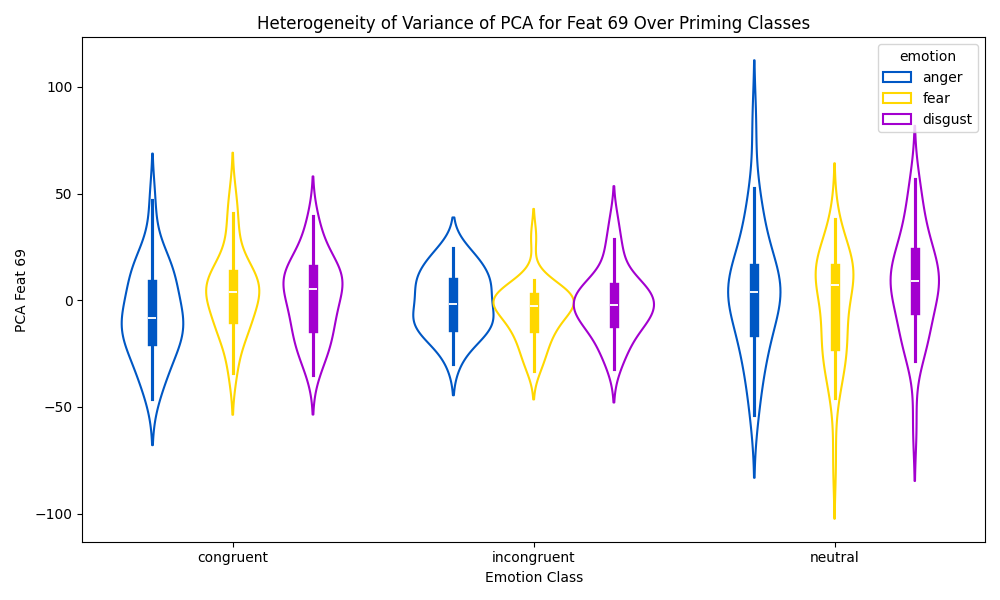 Heterogeneity of Variance of PCA for Feat 69 Over Priming Classes
emotion
anger
fear
disgust
PCA Feat 69
100
50
0
−50
−100
congruent
incongruent
neutral
Emotion Class